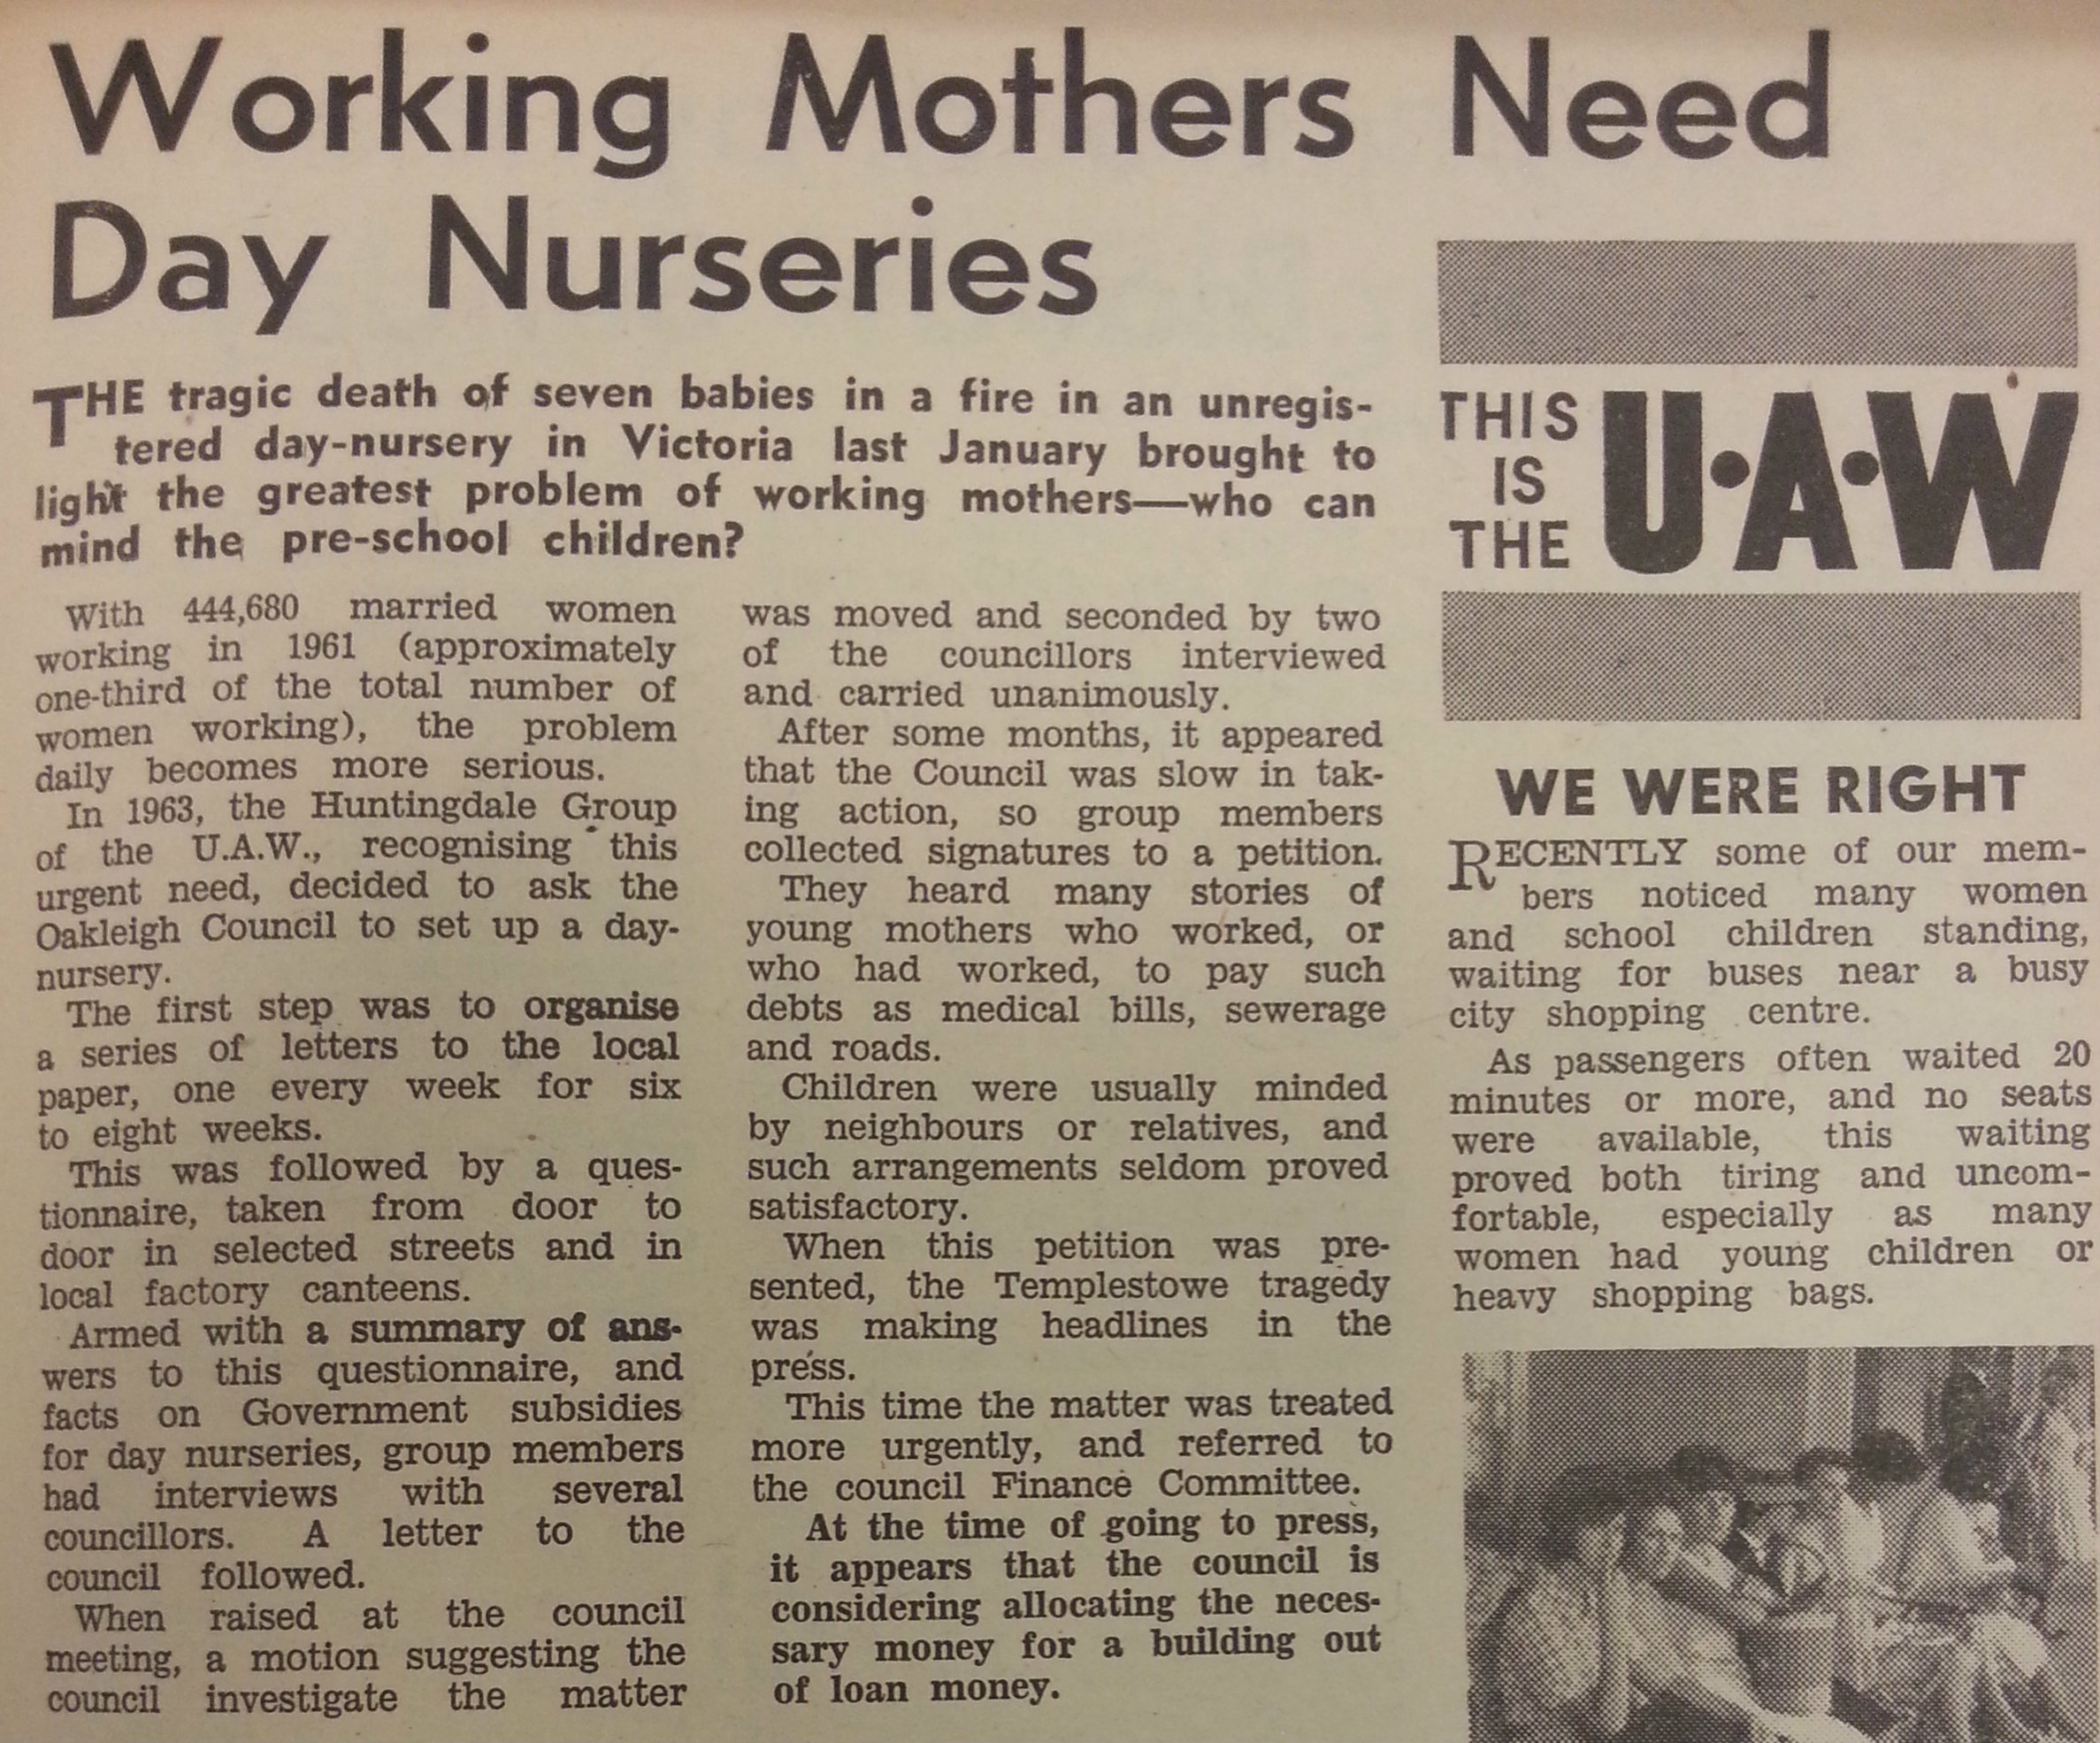 Working Mothers Need
Day Nurseries
THE tragic death of seven babies in a fire in an unregis-
tered day-nursery in Victoria last January brought to
light the greatest problem of working mothers—who can
mind the pre-school children?
With 444,680 married women
working in 1961 (approximately
one-third of the total number of
women working), the problem
daily becomes more serious.
In 1963, the Huntingdale Group
of the U.A.W., recognising this
urgent need, decided to ask the
Oakleigh Council to set up a day-
nursery.
The first step was to organise
a series of letters to the local
paper, one every week for six
to eight weeks.
This was followed by a ques-
tionnaire, taken from door to
door in selected streets and in
local factory canteens.
Armed with a summary of ans-
wers to this questionnaire, and
facts on Government subsidies
for day nurseries, group members
had interviews with several
councillors. A letter to the
council followed.
When raised at the council
meeting, a motion suggesting the
council investigate the matter
was moved and seconded by two
of the councillors interviewed
and carried unanimously.
After some months, it appeared
that the Council was slow in tak-
ing action, so group members
collected signatures to a petition.
They heard many stories of
young mothers who worked, or
who had worked, to pay such
debts as medical bills, sewerage
and roads.
Children were usually minded
by neighbours or relatives, and
such arrangements seldom proved
satisfactory.
When this petition was pre-
sented, the Templestowe tragedy
was making headlines in the
press.
This time the matter was treated
more urgently, and referred to
the council Finance Committee.
At the time of going to press,
it appears that the council is
considering allocating the neces-
sary money for a building out
of loan money.
THIS
IS
THE
U·A·W
WE WERE RIGHT
RECENTLY some of our mem-
bers noticed many women
and school children standing,
waiting for buses near a busy
city shopping centre.
As passengers often waited 20
minutes or more, and no seats
were available, this waiting
proved both tiring and uncom-
fortable, especially as many
women had young children or
heavy shopping bags.